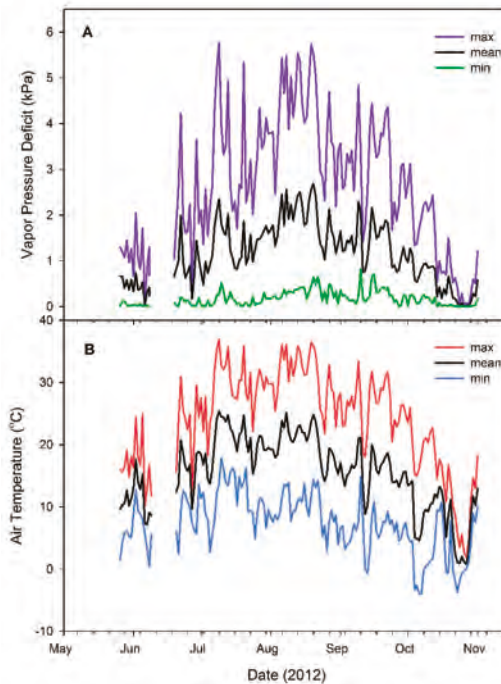 A
max
mean
min
Vapor Pressure Deficit (kPa)
6
5
4
3
2
1
0
B
max
mean
min
Air Temperature (°C)
40
30
20
10
0
-10
May
Jun
Jul
Aug
Sep
Oct
Nov
Date (2012)